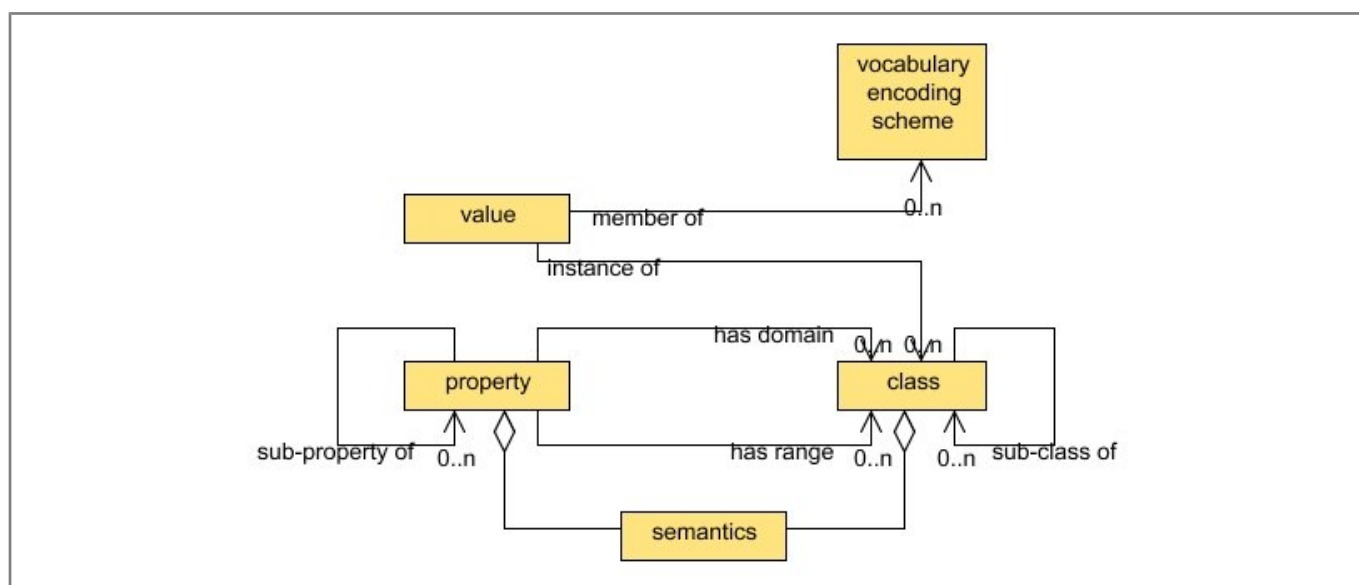 vocabulary
encoding
scheme
value
member of
0..n
instance of
has domain
0..n
0..n
property
class
sub-property of
0..n
has range
0..n
0..n
sub-class of
semantics